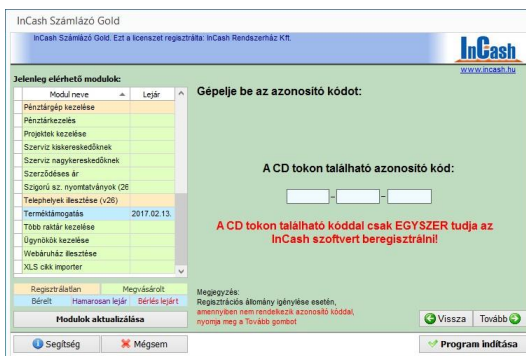 InCash Számlázó Gold
InCash Számlázó Gold. Ezt a licenszet regisztrálta: InCash Rendszerház Kft.
InCash
www.incash.hu
Jelenleg elérhető modulok:
Modul neve Lejár
Pénztárgép kezelése
Pénztárkezelés
Projektek kezelése
Szerviz kiskereskedőknek
Szerviz nagykereskedőknek
Szerződéses ár
Szigorú sz. nyomtatványok (26
Telephelyek illesztése (v26)
Terméktámogatás 2017.02.13.
Több raktár kezelése
Ügynökök kezelése
Webáruház illesztése
XLS cikk importer
Regisztrálatlan Megvásárolt
Bérelt Hamarosan lejár Bérlés lejárt
Modulok aktualizálása
Gépelje be az azonosító kódot:
A CD tokon található azonosító kód:
- -
A CD tokon található kóddal csak EGYSZER tudja az
InCash szoftvert beregisztrálni!
Megjegyzés:
Regisztrációs állomány igénylése esetén,
amennyiben nem rendelkezik azonosító kóddal,
nyomja meg a Tovább gombot
Vissza Tovább
Segítség Mégsem Program indítása